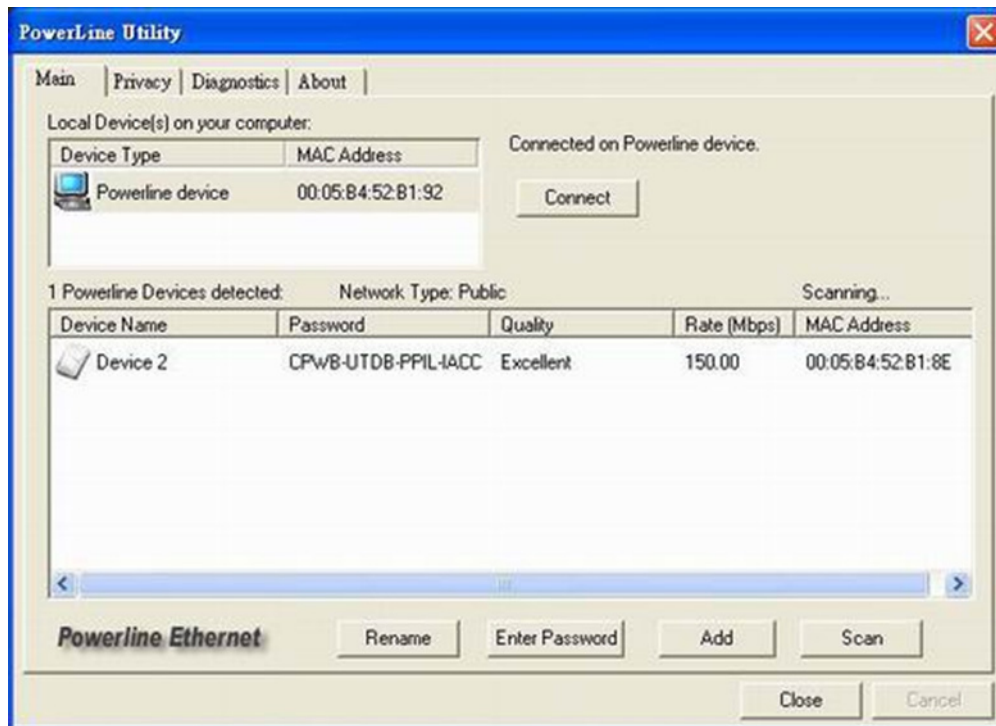 PowerLine Utility
Main Privacy Diagnostics About
Local Device(s) on your computer:
Device Type MAC Address
Powerline device 00:05:B4:52:B1:92
Connected on Powerline device.
Connect
1 Powerline Devices detected: Network Type: Public Scanning...
Device Name Password Quality Rate (Mbps) MAC Address
Device 2 CPWB-UTDB-PPIL-IACC Excellent 150.00 00:05:B4:52:B1:8E
Powerline Ethernet Rename Enter Password Add Scan
Close Cancel